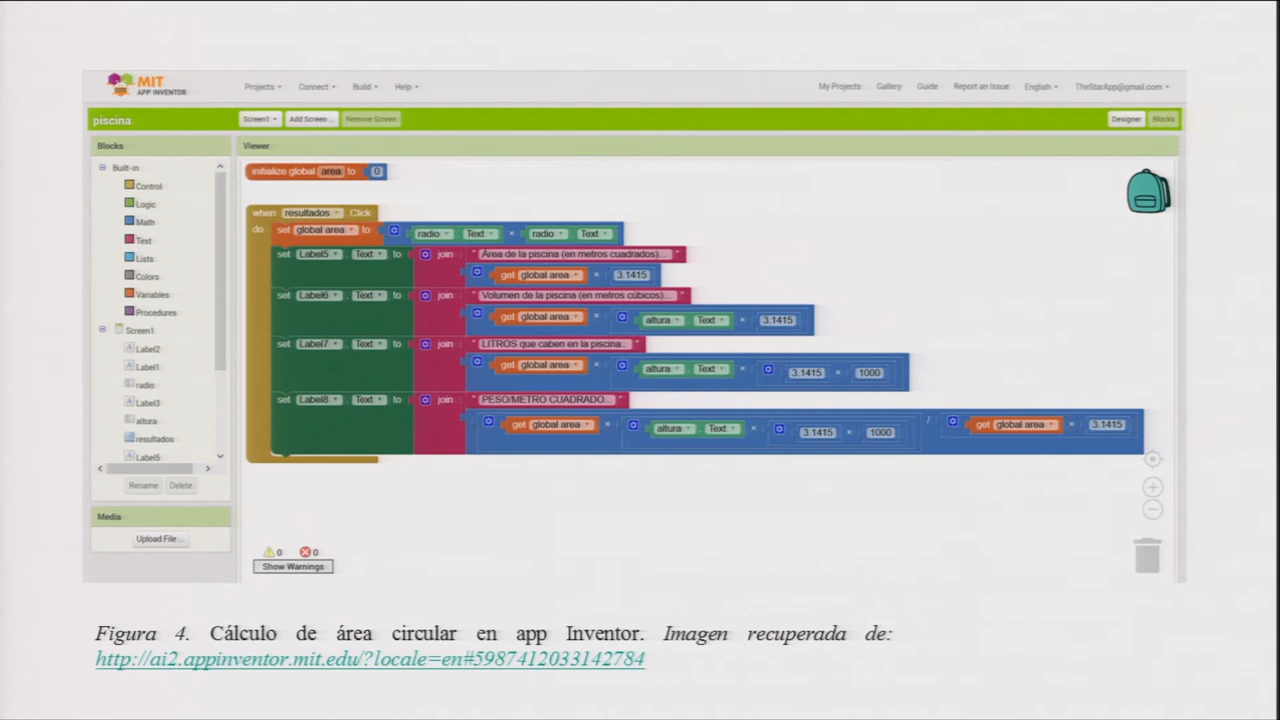 MIT
APP INVENTOR
Projects Connect Build Help My Projects Gallery Guide Report an Issue English TheStarApp@gmail.com
piscina Screen1 Add Screen ... Remove Screen Designer Blocks
Blocks
Viewer
Built-in
Control
Logic
Math
Text
Lists
Colors
Variables
Procedures
Screen1
Label2
Label1
radio
Label3
altura
resultados
Label5
Rename Delete
Media
Upload File ...
initialize global area to 0
when resultados . Click
do set global area to radio . Text × radio . Text
set Label5 . Text to join " Área de la piscina (en metros cuadrados)... "
get global area × 3.1415
set Label6 . Text to join " Volumen de la piscina (en metros cúbicos)... "
get global area × altura . Text × 3.1415
set Label7 . Text to join " LITROS que caben en la piscina... "
get global area × altura . Text × 3.1415 × 1000
set Label8 . Text to join " PESO/METRO CUADRADO... "
get global area × altura . Text × 3.1415 × 1000 / get global area × 3.1415
0 0
Show Warnings
Figura 4. Cálculo de área circular en app Inventor. Imagen recuperada de:
http://ai2.appinventor.mit.edu/?locale=en#5987412033142784